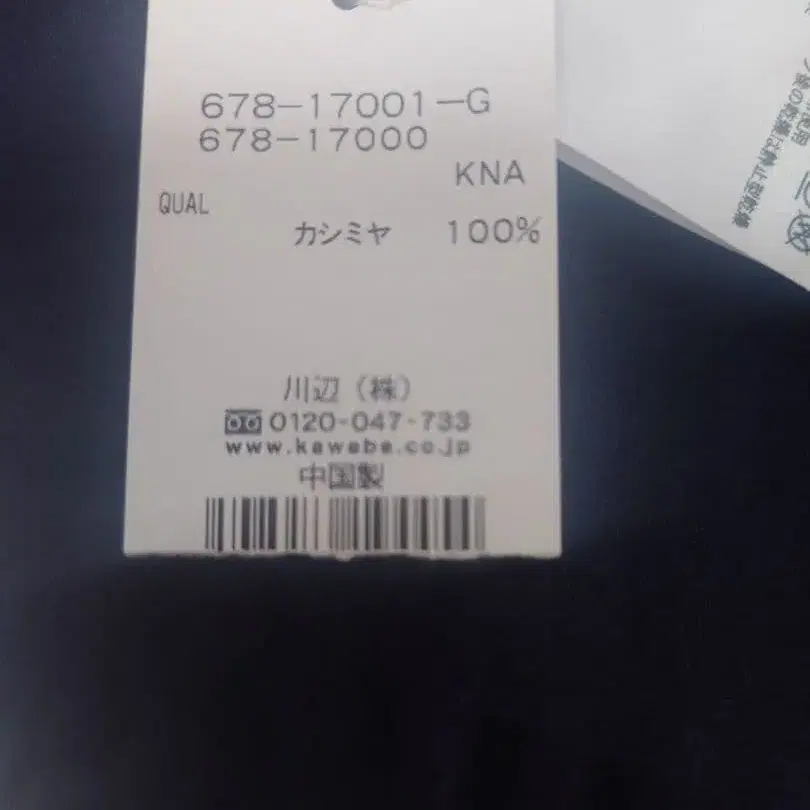 678-17001-G
678-17000
KNA
QUAL
カシミヤ 100%
川辺（株）
0120-047-733
www.kawabe.co.jp
中国製